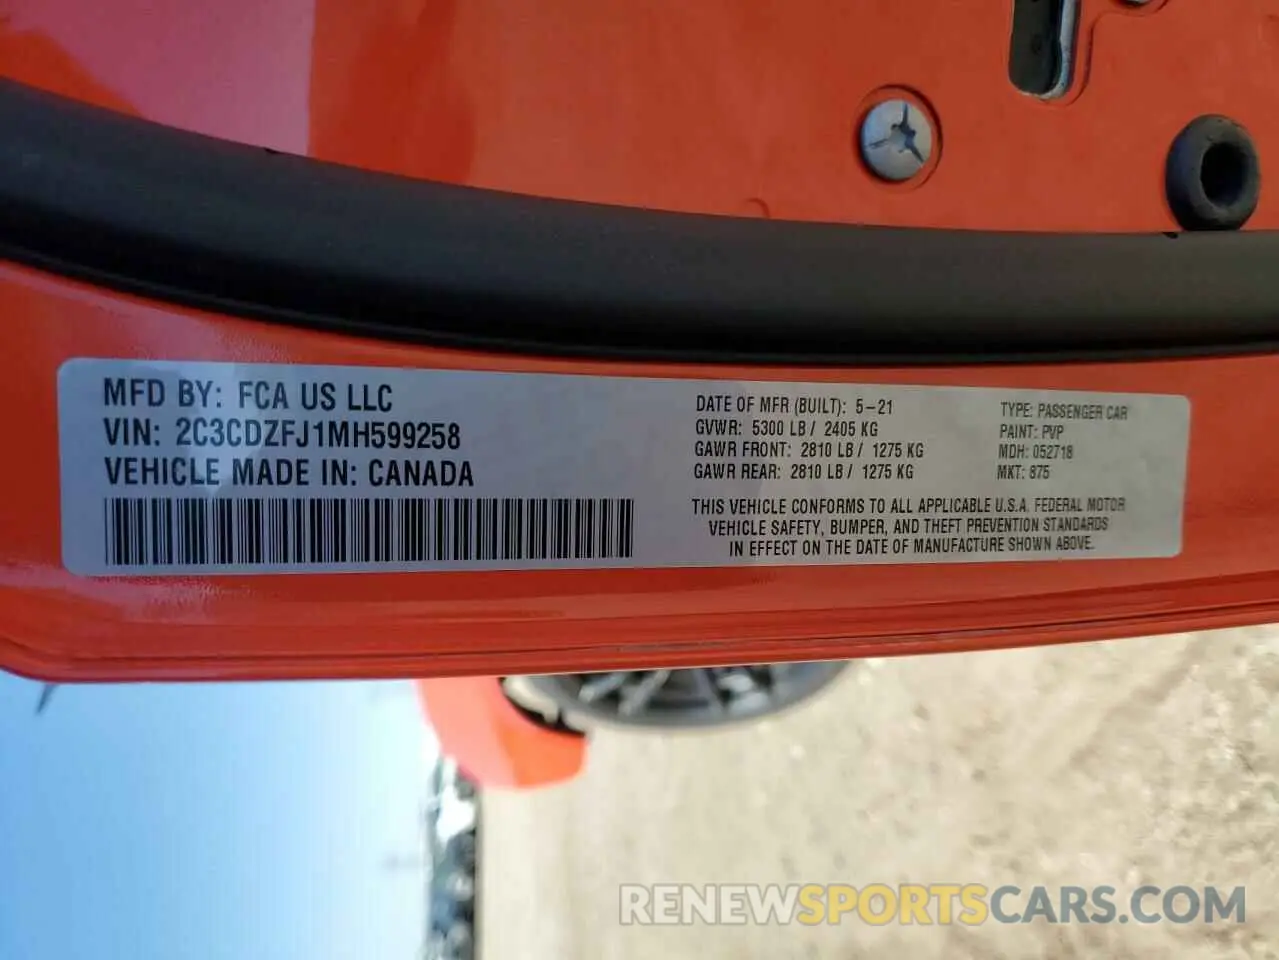 MFD BY: FCA US LLC
VIN: 2C3CDZFJ1MH599258
VEHICLE MADE IN: CANADA
DATE OF MFR (BUILT): 5-21
GVWR: 5300 LB / 2405 KG
GAWR FRONT: 2810 LB / 1275 KG
GAWR REAR: 2810 LB / 1275 KG
TYPE: PASSENGER CAR
PAINT: PVP
MDH: 052718
MKT: 875
THIS VEHICLE CONFORMS TO ALL APPLICABLE U.S.A. FEDERAL MOTOR
VEHICLE SAFETY, BUMPER, AND THEFT PREVENTION STANDARDS
IN EFFECT ON THE DATE OF MANUFACTURE SHOWN ABOVE.
RENEWSPORTSCARS.COM